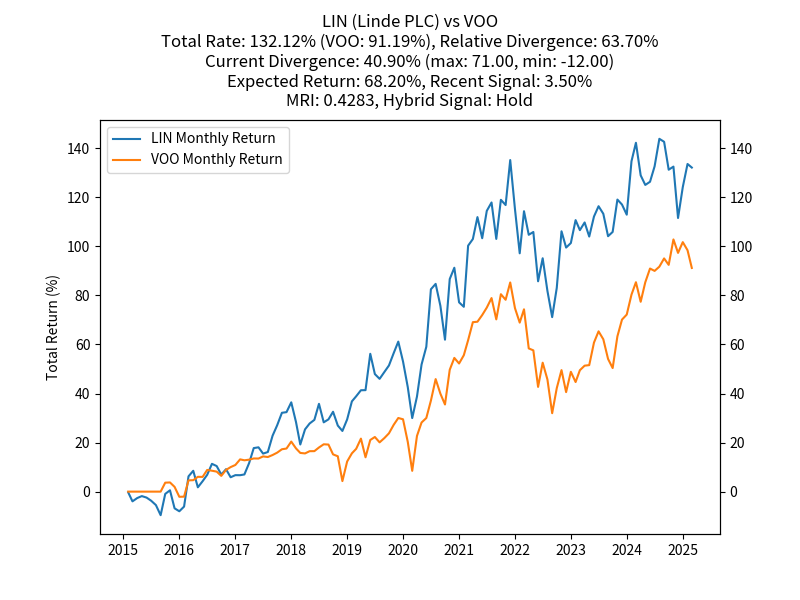 LIN (Linde PLC) vs VOO
Total Rate: 132.12% (VOO: 91.19%), Relative Divergence: 63.70%
Current Divergence: 40.90% (max: 71.00, min: -12.00)
Expected Return: 68.20%, Recent Signal: 3.50%
MRI: 0.4283, Hybrid Signal: Hold
LIN Monthly Return
VOO Monthly Return
Total Return (%)
140
120
100
80
60
40
20
0
140
120
100
80
60
40
20
0
2015 2016 2017 2018 2019 2020 2021 2022 2023 2024 2025